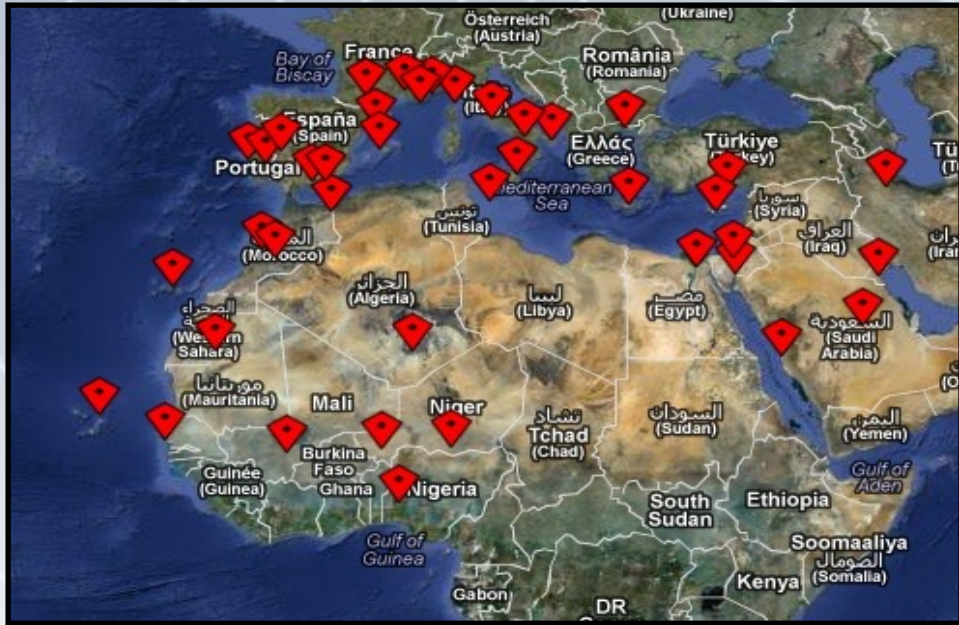 (Ukraine)
Österreich
(Austria)
France
Bay of
Biscay
România
(Romania)
(Italy)
España
(Spain)
Portugal
Ελλάς
(Greece)
Türkiye
Mediterranean
Sea
سوريا
(Syria)
العراق
(Iraq)
تونس
(Tunisia)
(Morocco)
الجزائر
(Algeria)
ليبيا
(Libya)
مصر
(Egypt)
الصحراء
(Western
Sahara)
السعودية
(Saudi
Arabia)
موريتانيا
(Mauritania)
Mali
Niger
تشاد
Tchad
(Chad)
السودان
(Sudan)
اليمن
(Yemen)
Burkina
Faso
Guinée
(Guinea)
Ghana
Nigeria
Gulf of
Aden
South
Sudan
Ethiopia
Gulf of
Guinea
Soomaaliya
الصومال
(Somalia)
Gabon
Kenya
DR